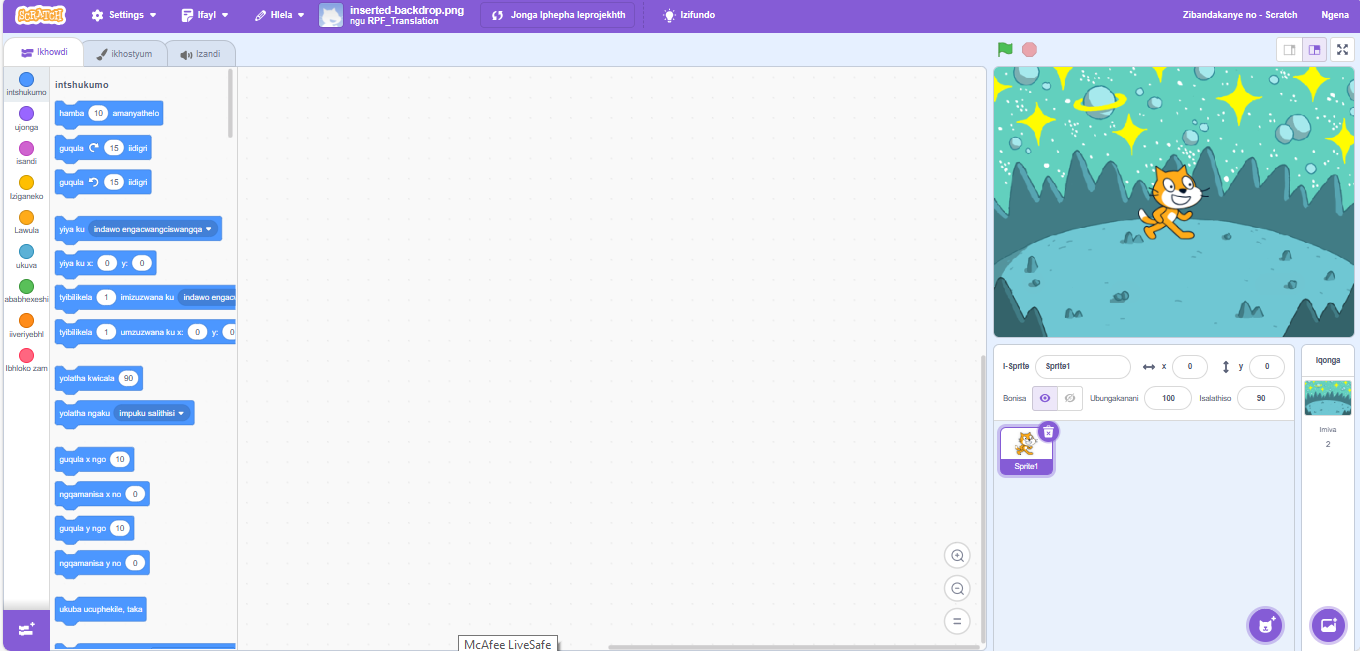 SCRATCH
Settings
Ifayl
Hlela
inserted-backdrop.png
ngu RPF_Translation
Jonga Iphepha leprojekhth
Izifundo
Zibandakanye no - Scratch
Ngena
Ikhowdi
ikhostyum
Izandi
intshukumo
ujonga
isandi
Iziganeko
Lawula
ukuva
ababhexeshi
iiveriyebhl
Ibhloko zam
intshukumo
hamba 10 amanyathelo
guqula 15 iidigri
guqula 15 iidigri
yiya ku indawo engacwangciswangqa
yiya ku x: 0 y: 0
tyibilikela 1 imizuzwana ku indawo engacu
tyibilikela 1 umzuzwana ku x: 0 y: 0
yolatha kwicala 90
yolatha ngaku impuku salithisi
guqula x ngo 10
ngqamanisa x no 0
guqula y ngo 10
ngqamanisa y no 0
ukuba ucuphekile, taka
McAfee LiveSafe
I-Sprite Sprite1 x 0 y 0
Bonisa Ubungakanani 100 Isalathiso 90
Sprite1
Iqonga
Imiva
2